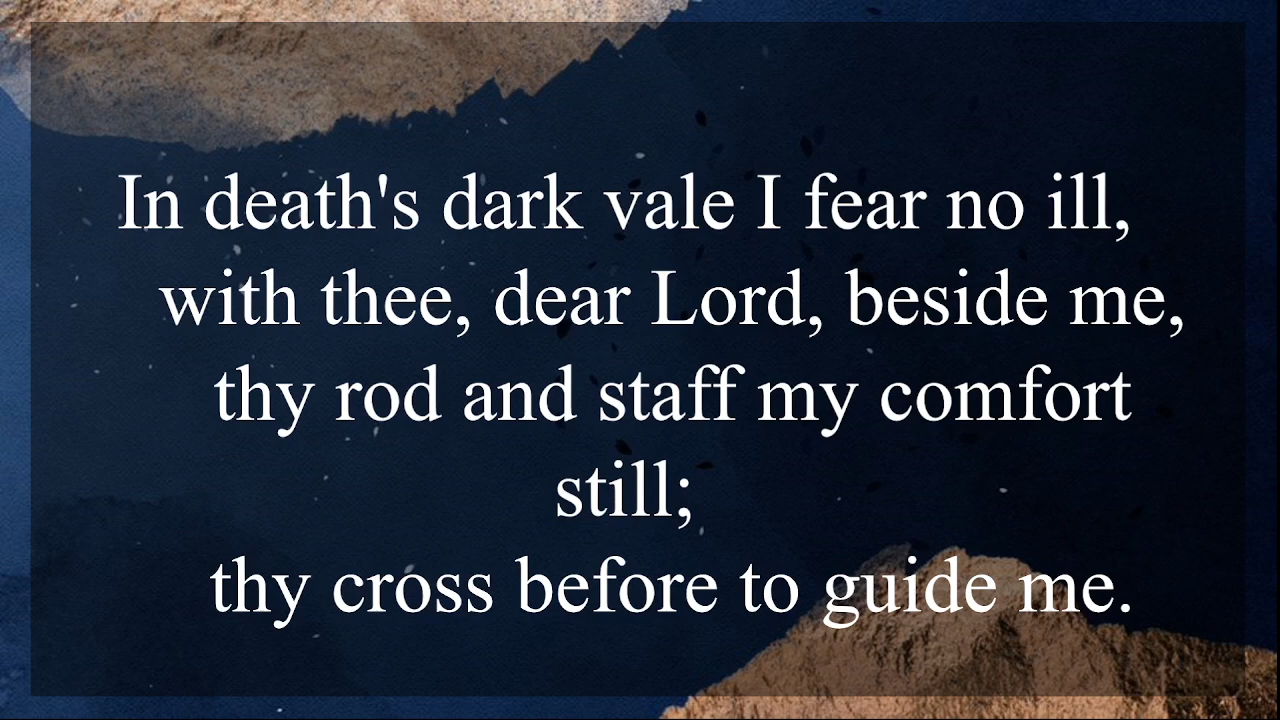 In death's dark vale I fear no ill,
with thee, dear Lord, beside me,
thy rod and staff my comfort
still;
thy cross before to guide me.